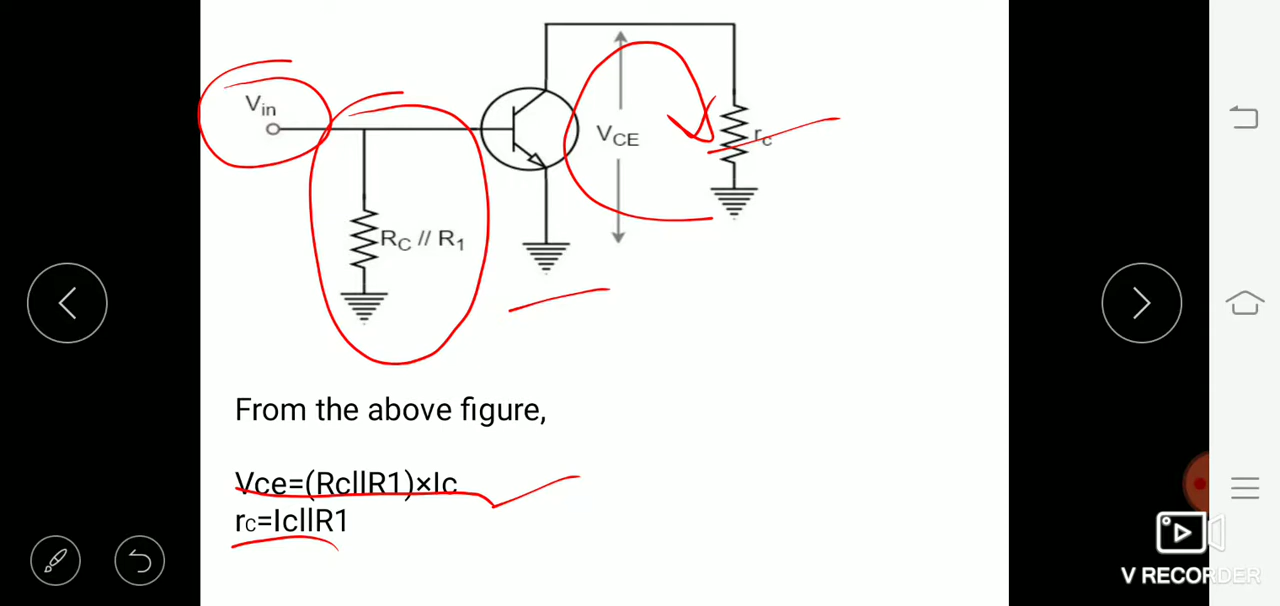 Vin
VCE
rc
RC // R1
From the above figure,
Vce=(RcllR1)×Ic
rc=IcllR1
V RECORDER